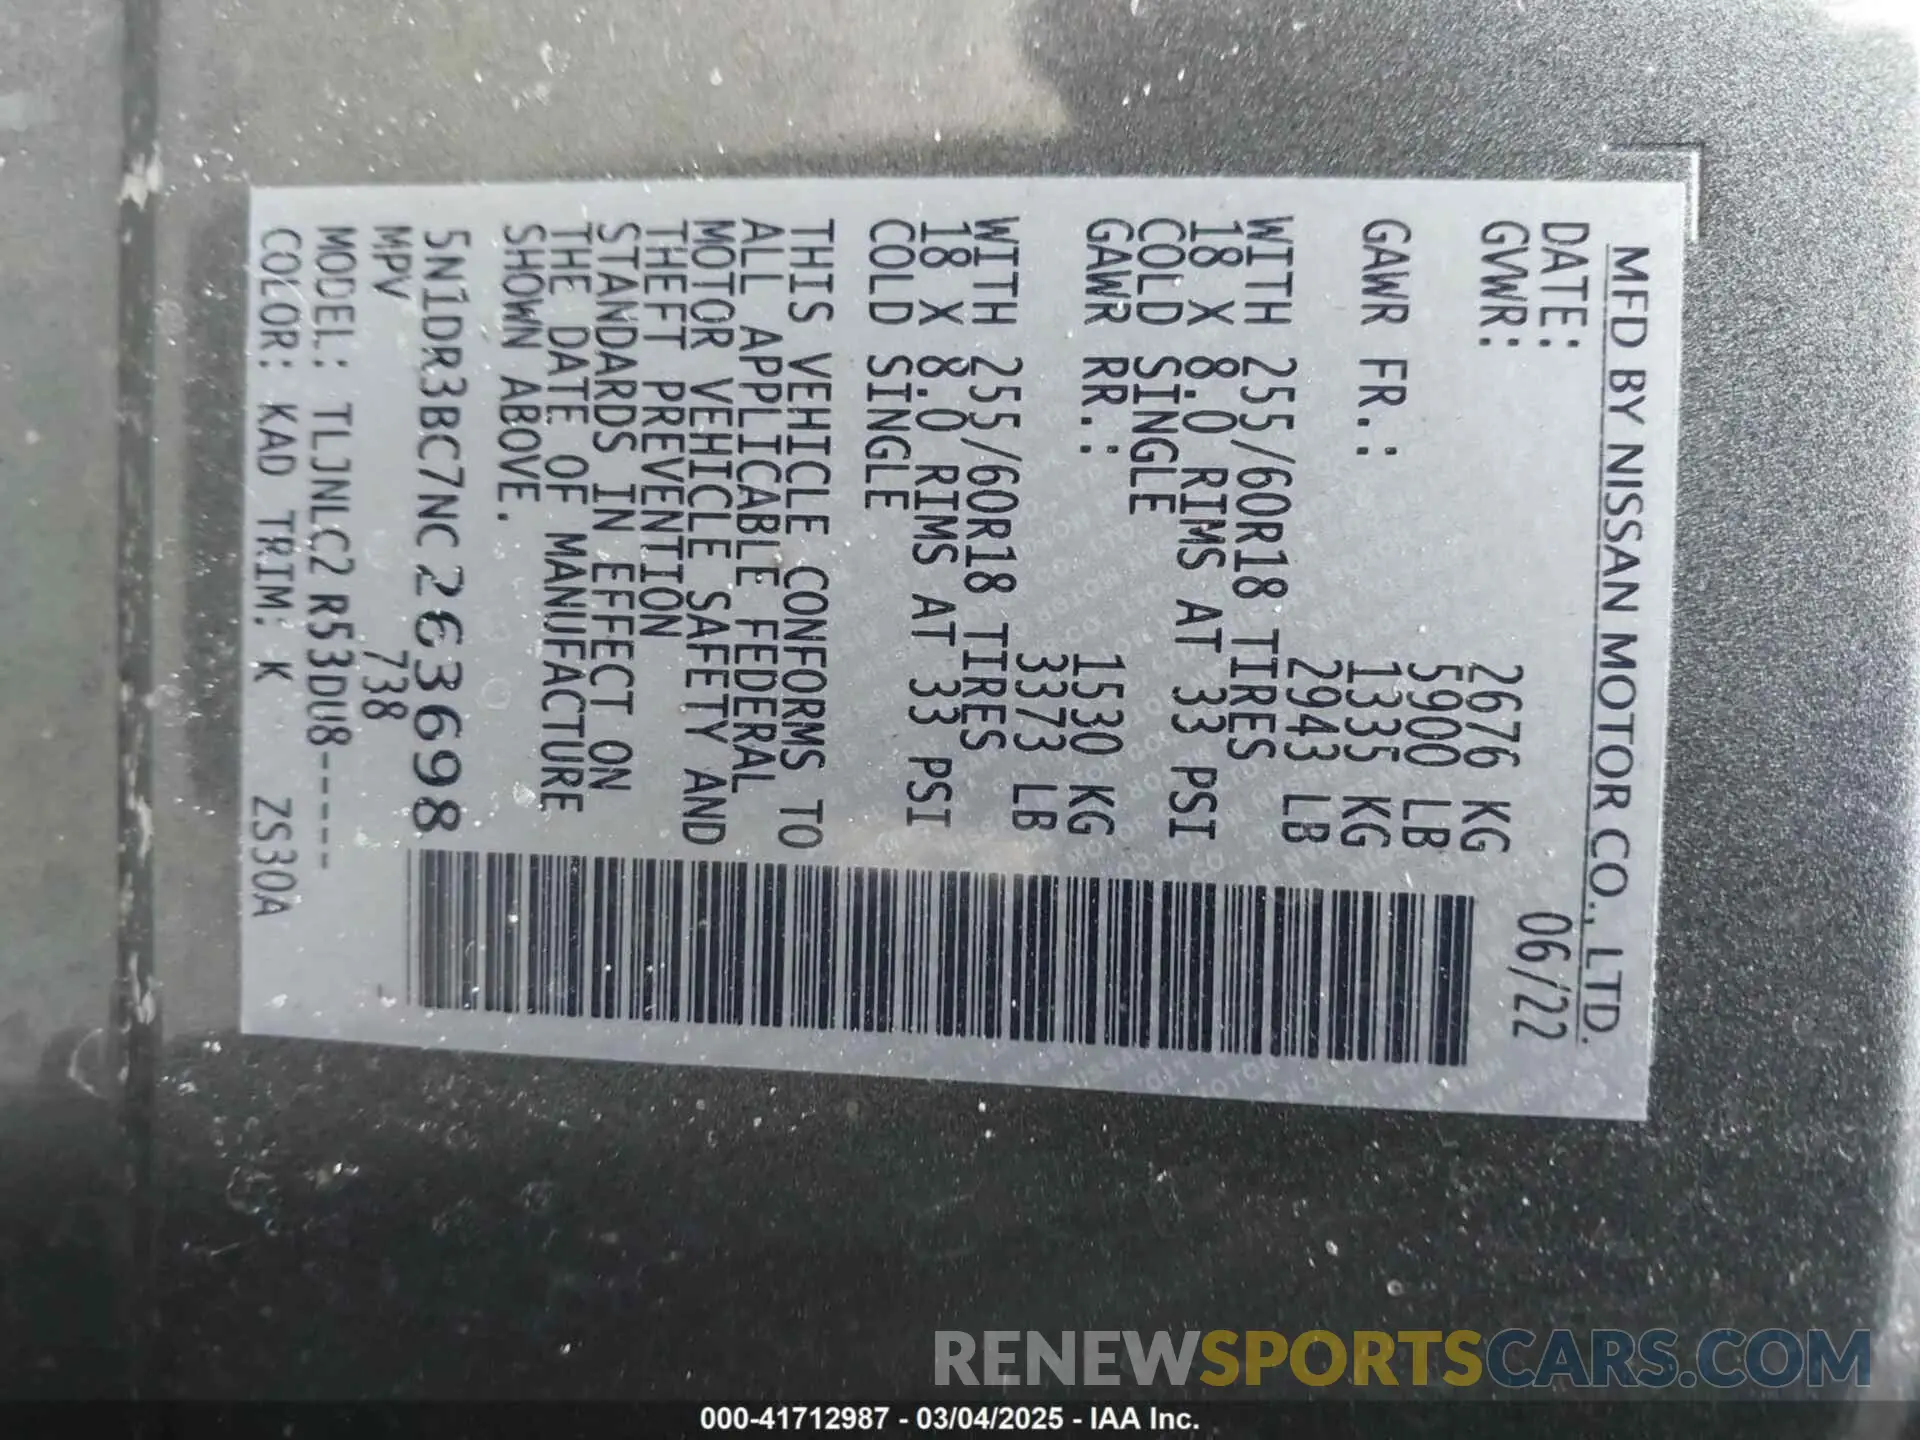 MFD BY NISSAN MOTOR CO., LTD.
DATE: 06/22
GVWR: 2676 KG
5900 LB
GAWR FR.: 1335 KG
2943 LB
WITH 255/60R18 TIRES
18 X 8.0 RIMS AT 33 PSI
COLD SINGLE
GAWR RR.: 1530 KG
3373 LB
WITH 255/60R18 TIRES
18 X 8.0 RIMS AT 33 PSI
COLD SINGLE
THIS VEHICLE CONFORMS TO
ALL APPLICABLE FEDERAL
MOTOR VEHICLE SAFETY AND
THEFT PREVENTION
STANDARDS IN EFFECT ON
THE DATE OF MANUFACTURE
SHOWN ABOVE.
5N1DR3BC7NC263698
MPV 738
MODEL: TLJNLC2 R53DU8-----
COLOR: KAD TRIM: K ZS30A
RENEWSPORTSCARS.COM
000-41712987 - 03/04/2025 - IAA Inc.